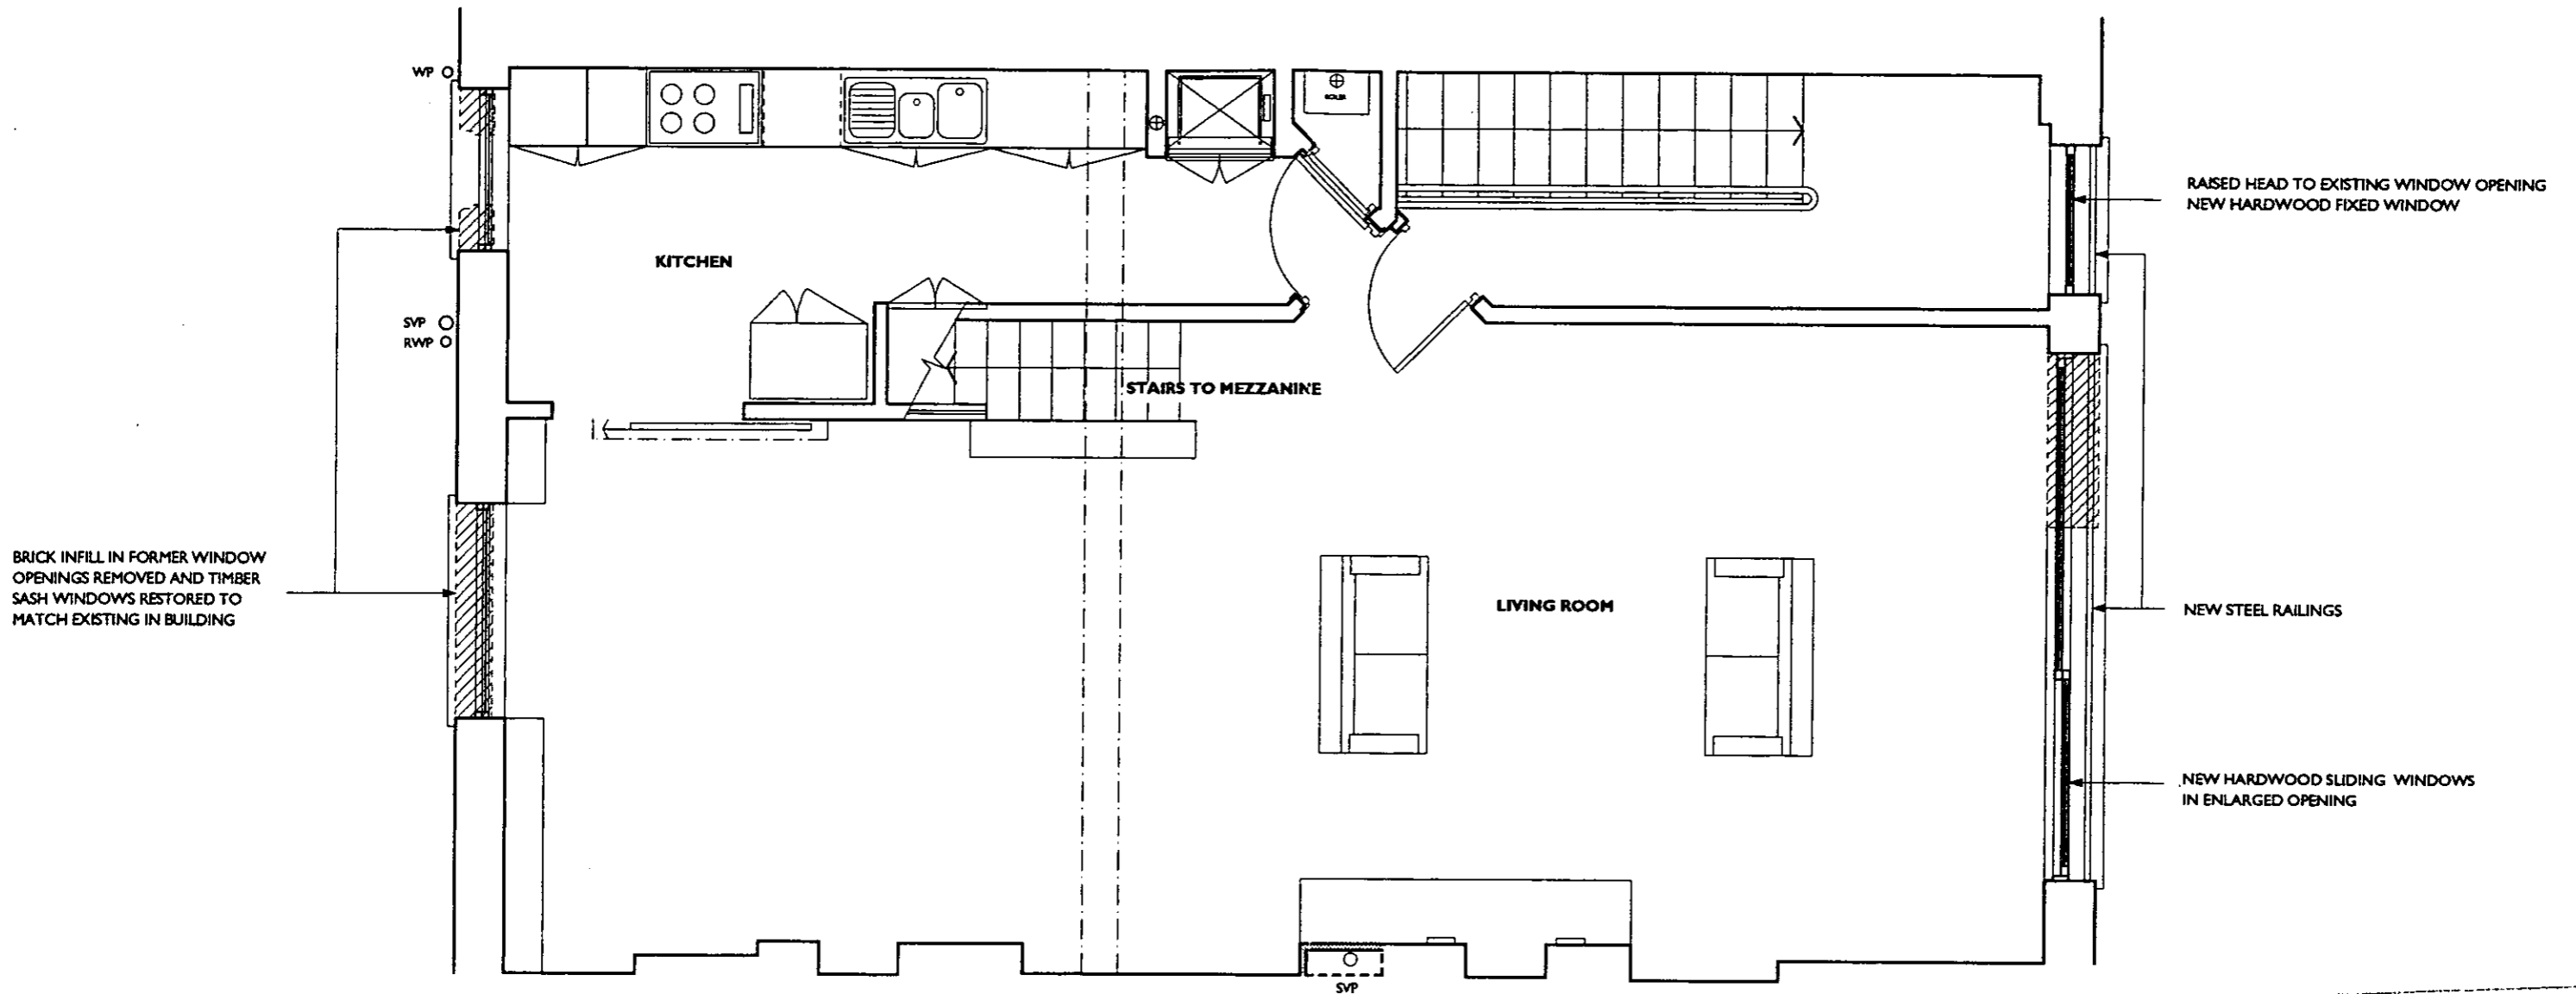 WP
BOILER
RAISED HEAD TO EXISTING WINDOW OPENING
NEW HARDWOOD FIXED WINDOW
KITCHEN
SVP
RWP
STAIRS TO MEZZANINE
BRICK INFILL IN FORMER WINDOW
OPENINGS REMOVED AND TIMBER
SASH WINDOWS RESTORED TO
MATCH EXISTING IN BUILDING
LIVING ROOM
NEW STEEL RAILINGS
NEW HARDWOOD SLIDING WINDOWS
IN ENLARGED OPENING
SVP